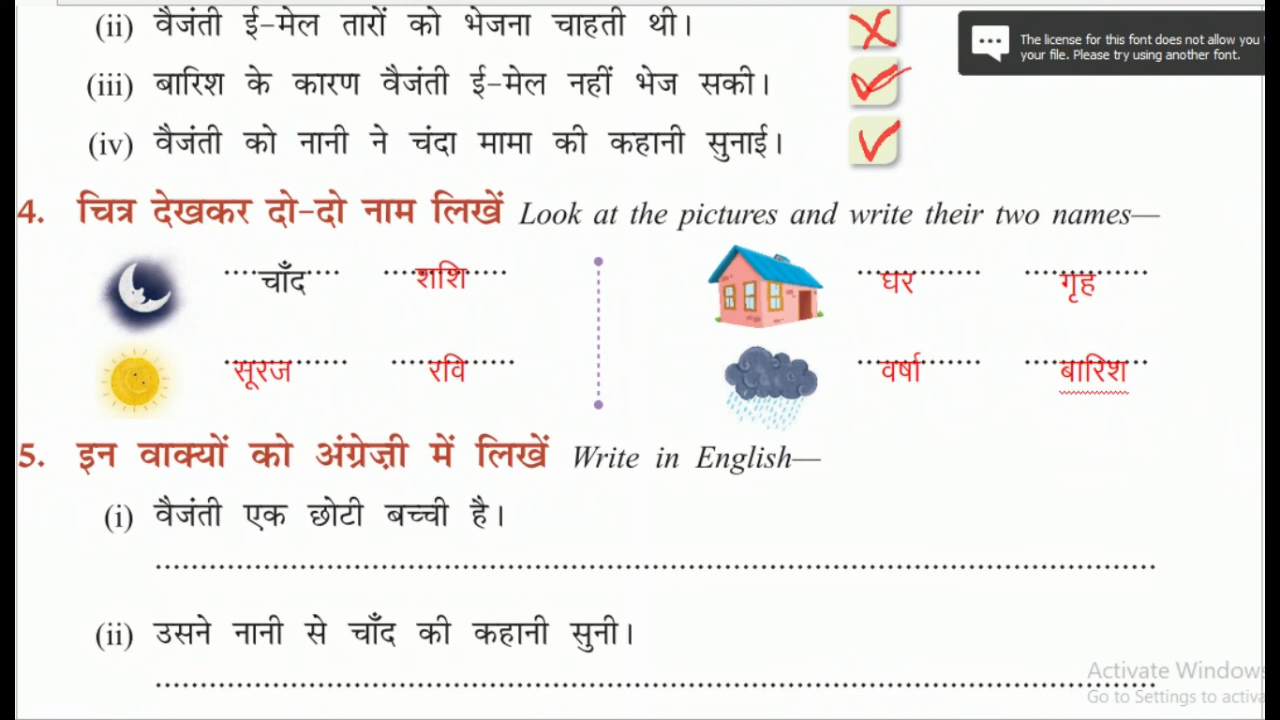 (ii) वैजंती ई-मेल तारों को भेजना चाहती थी।
The license for this font does not allow you
your file. Please try using another font.
(iii) बारिश के कारण वैजंती ई-मेल नहीं भेज सकी।
(iv) वैजंती को नानी ने चंदा मामा की कहानी सुनाई।
4. चित्र देखकर दो-दो नाम लिखें Look at the pictures and write their two names—
चाँद शशि घर गृह
सूरज रवि वर्षा बारिश
5. इन वाक्यों को अंग्रेज़ी में लिखें Write in English—
(i) वैजंती एक छोटी बच्ची है।
(ii) उसने नानी से चाँद की कहानी सुनी।
Activate Windows
Go to Settings to activa